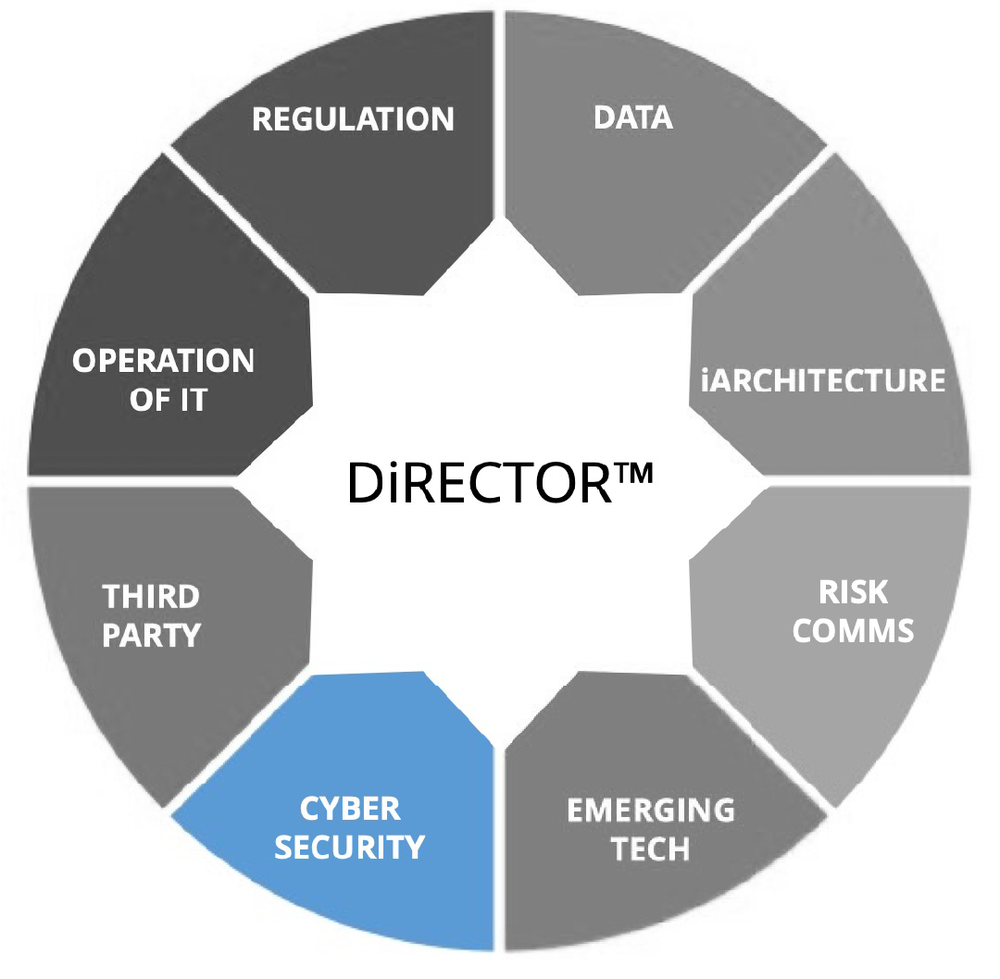 REGULATION
DATA
OPERATION
OF IT
iARCHITECTURE
DiRECTOR™
THIRD
PARTY
RISK
COMMS
CYBER
SECURITY
EMERGING
TECH